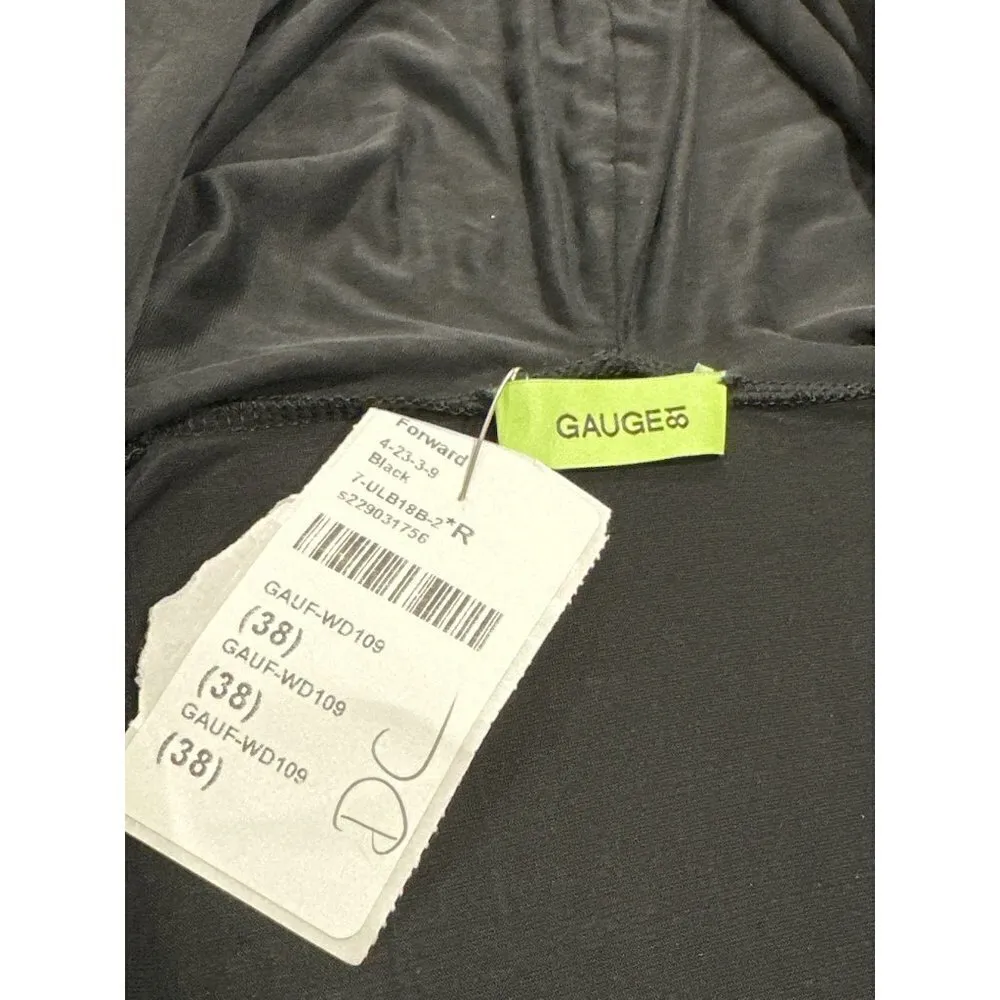 GAUGE81
Forward
4-23-3-9
Black
7-ULB18B-2*R
s229031756
GAUF-WD109
(38)
GAUF-WD109
(38)
GAUF-WD109
(38)
DC